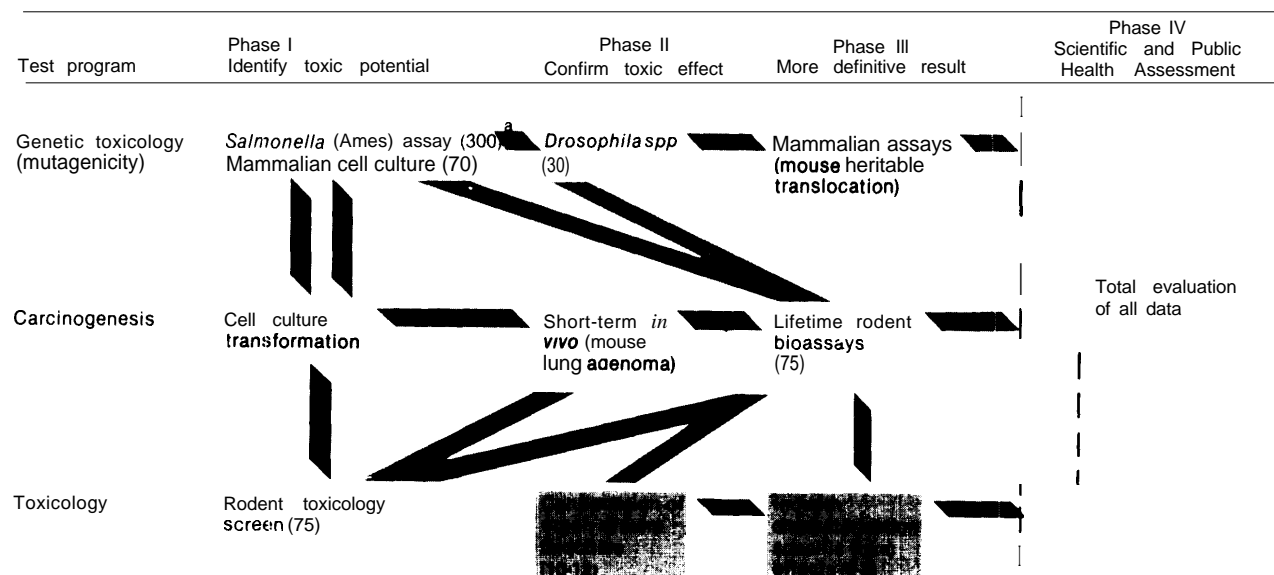 Phase I
Phase II
Phase III
Phase IV
Test program
Identify toxic potential
Confirm toxic effect
More definitive result
Scientific and Public
Health Assessment
Genetic toxicology
(mutagenicity)
Salmonella (Ames) assay (300)a
Mammalian cell culture (70)
Drosophila spp
(30)
Mammalian assays
(mouse heritable
translocation)
Carcinogenesis
Cell culture
transformation
Short-term in
vivo (mouse
lung adenoma)
Lifetime rodent
bioassays
(75)
Total evaluation
of all data
Toxicology
Rodent toxicology
screen (75)